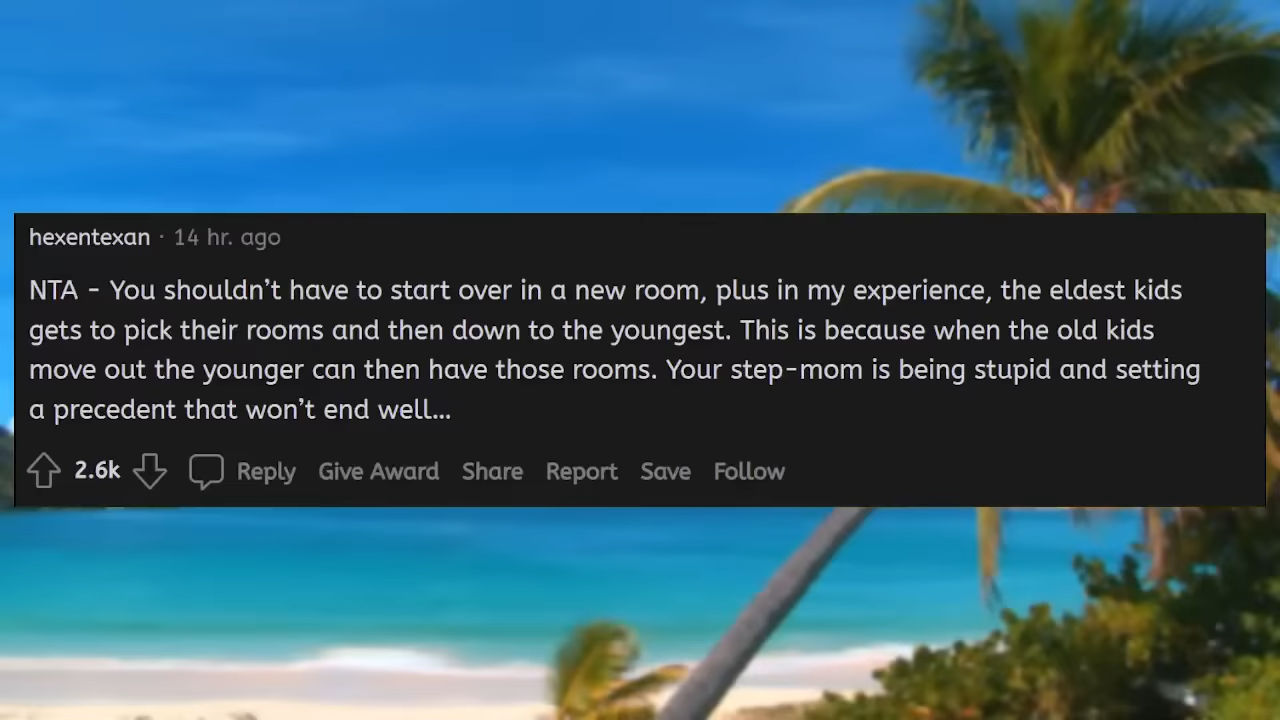 hexentexan · 14 hr. ago
NTA - You shouldn't have to start over in a new room, plus in my experience, the eldest kids
gets to pick their rooms and then down to the youngest. This is because when the old kids
move out the younger can then have those rooms. Your step-mom is being stupid and setting
a precedent that won't end well...
2.6k Reply Give Award Share Report Save Follow